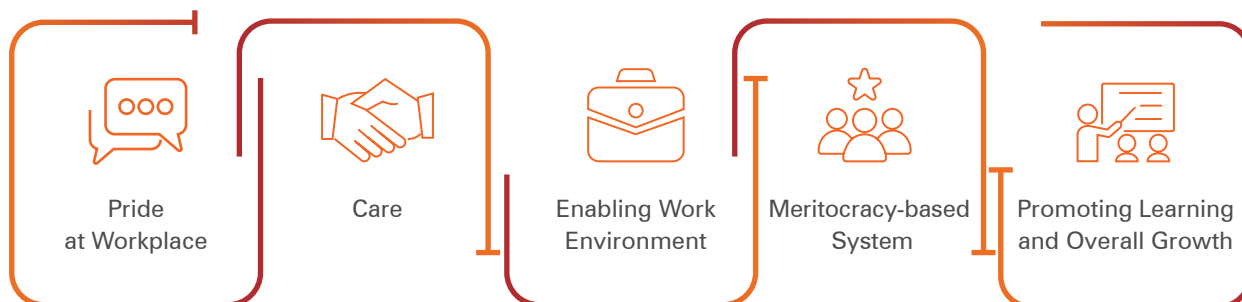 Pride
at Workplace
Care
Enabling Work
Environment
Meritocracy-based
System
Promoting Learning
and Overall Growth